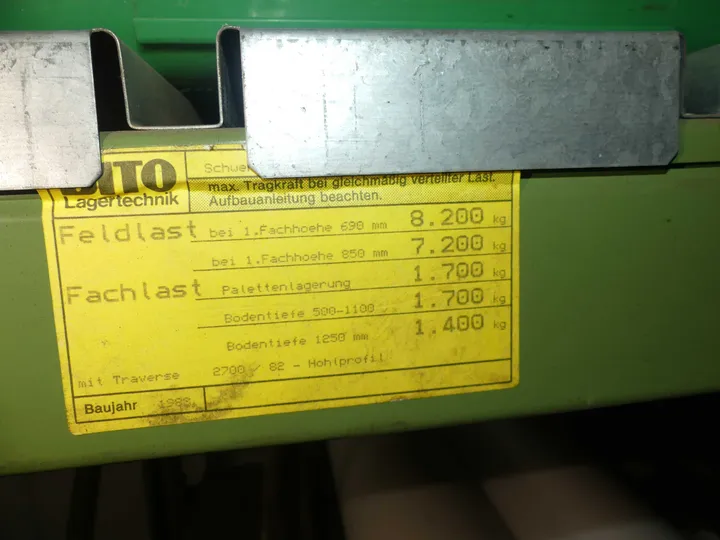 BITO
Lagertechnik
max. Tragkraft bei gleichmäßig verteilter Last.
Aufbauanleitung beachten.
Feldlast bei 1.Fachhoehe 690 mm 8.200 kg
bei 1.Fachhoehe 850 mm 7.200 kg
Fachlast Palettenlagerung 1.700 kg
Bodentiefe 500-1100 1.700 kg
Bodentiefe 1250 mm 1.400 kg
mit Traverse 2700 / 82 - Hohlprofil
Baujahr